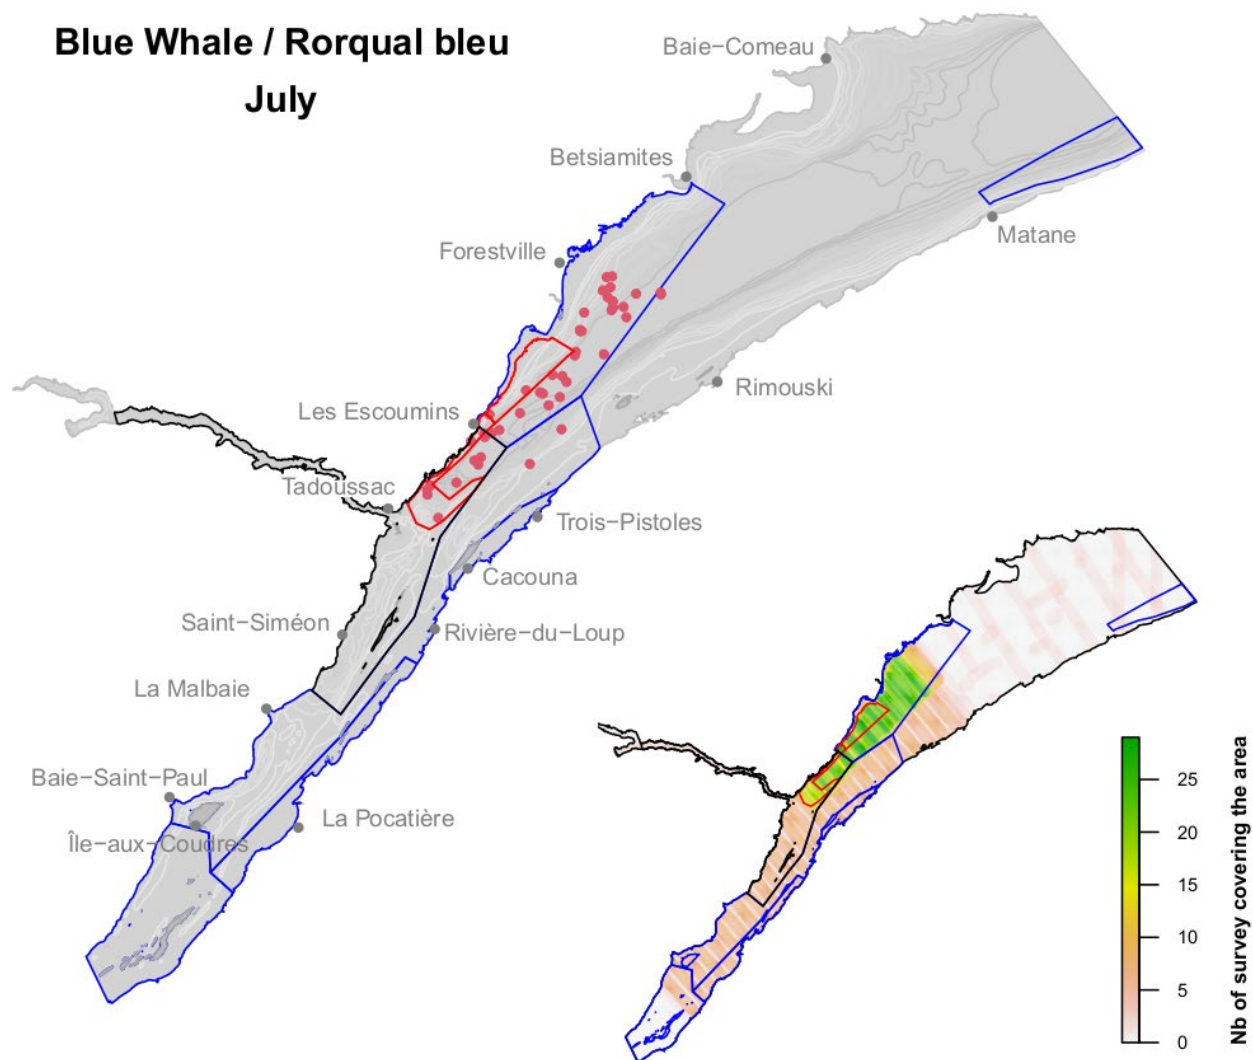 Blue Whale / Rorqual bleu
July
Baie−Comeau
Betsiamites
Forestville
Matane
Rimouski
Les Escoumins
Tadoussac
Trois−Pistoles
Cacouna
Saint−Siméon
Rivière−du−Loup
La Malbaie
Baie−Saint−Paul
La Pocatière
Île−aux−Coudres
25
20
15
10
5
0
Nb of survey covering the area